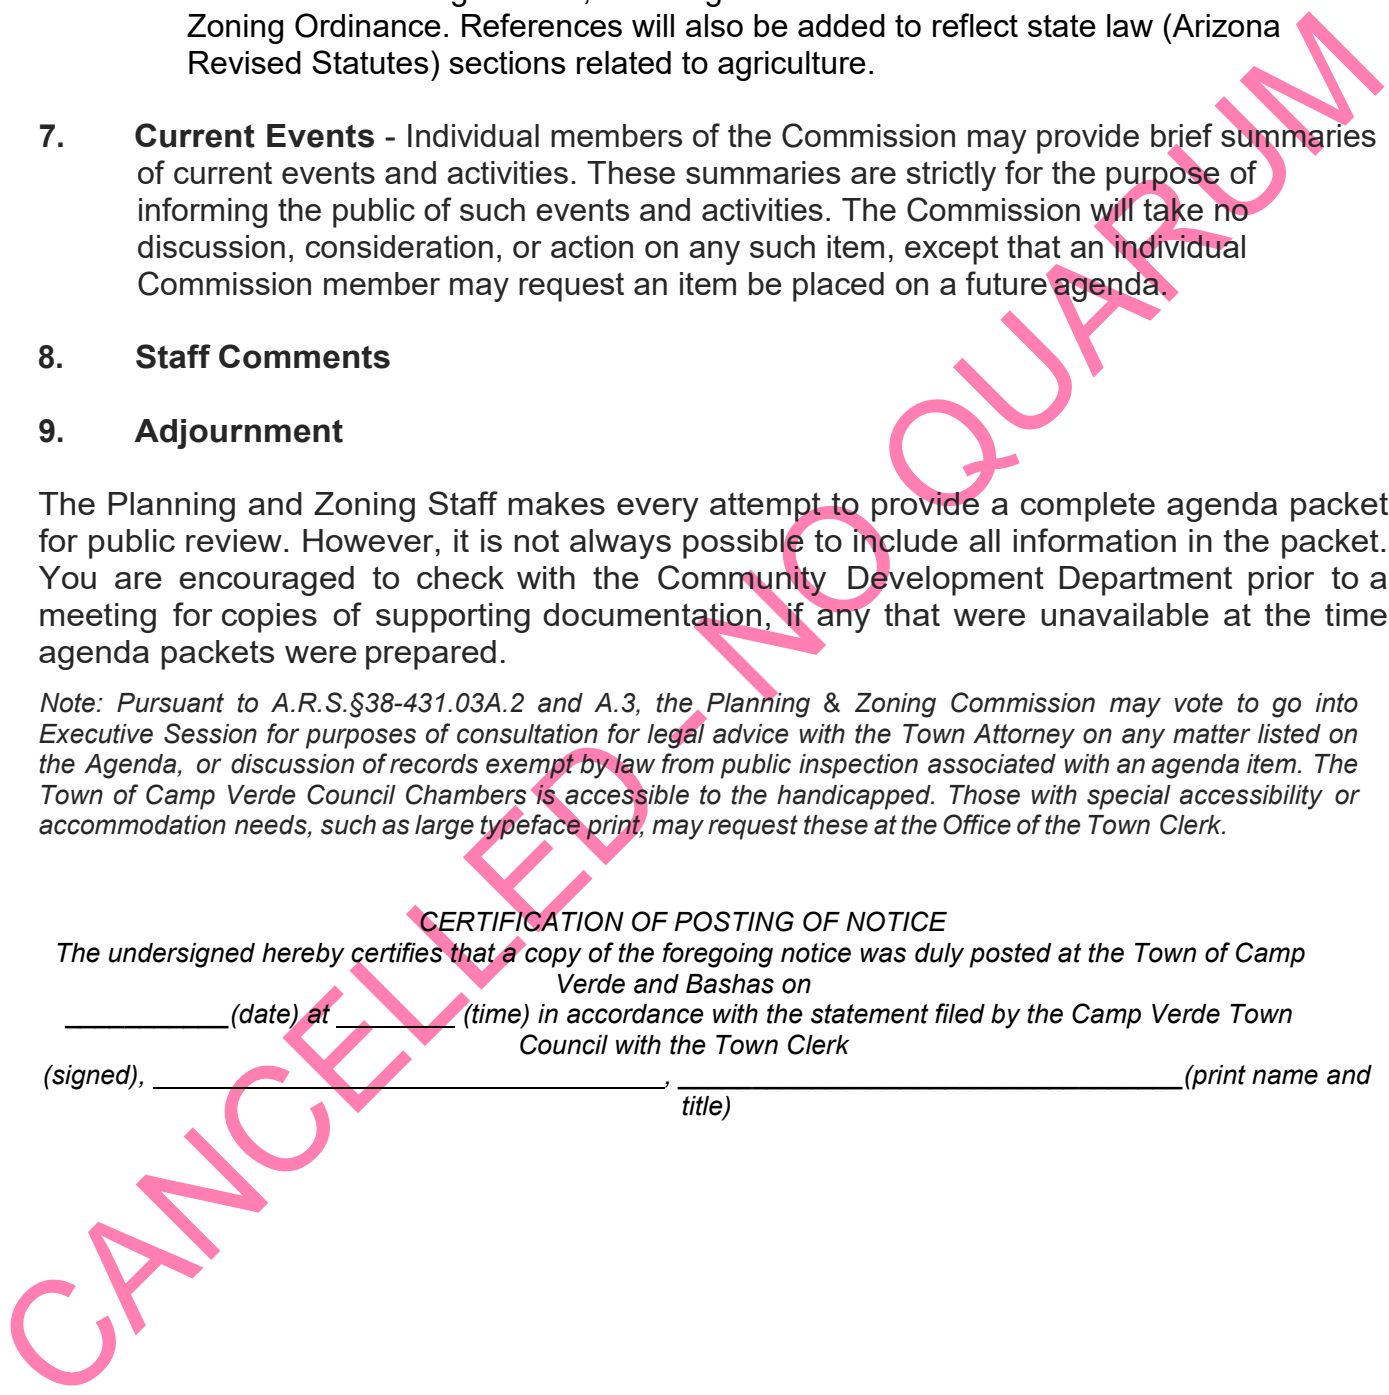 Zoning Ordinance. References will also be added to reflect state law (Arizona
Revised Statutes) sections related to agriculture.
7. Current Events - Individual members of the Commission may provide brief summaries
of current events and activities. These summaries are strictly for the purpose of
informing the public of such events and activities. The Commission will take no
discussion, consideration, or action on any such item, except that an individual
Commission member may request an item be placed on a future agenda.
8. Staff Comments
9. Adjournment
The Planning and Zoning Staff makes every attempt to provide a complete agenda packet
for public review. However, it is not always possible to include all information in the packet.
You are encouraged to check with the Community Development Department prior to a
meeting for copies of supporting documentation, if any that were unavailable at the time
agenda packets were prepared.
Note: Pursuant to A.R.S.§38-431.03A.2 and A.3, the Planning & Zoning Commission may vote to go into
Executive Session for purposes of consultation for legal advice with the Town Attorney on any matter listed on
the Agenda, or discussion of records exempt by law from public inspection associated with an agenda item. The
Town of Camp Verde Council Chambers is accessible to the handicapped. Those with special accessibility or
accommodation needs, such as large typeface print, may request these at the Office of the Town Clerk.
CERTIFICATION OF POSTING OF NOTICE
The undersigned hereby certifies that a copy of the foregoing notice was duly posted at the Town of Camp
Verde and Bashas on
___________(date) at ________ (time) in accordance with the statement filed by the Camp Verde Town
Council with the Town Clerk
(signed), ___________________________________, __________________________________(print name and
title)
CANCELLED - NO QUARUM